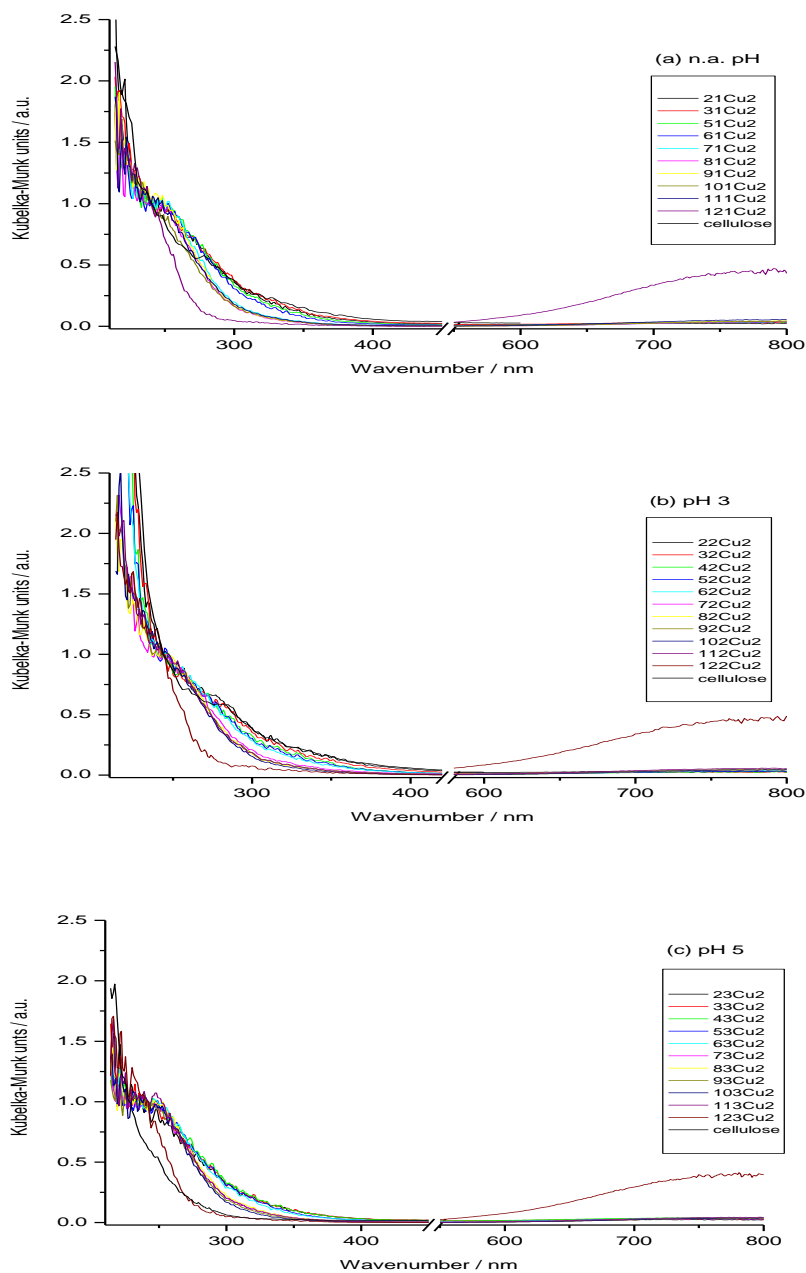 (a) n.a. pH
2.5
2.0
1.5
1.0
0.5
0.0
Kubelka-Munk units / a.u.
21Cu2
31Cu2
51Cu2
61Cu2
71Cu2
81Cu2
91Cu2
101Cu2
111Cu2
121Cu2
cellulose
300 400 600 700 800
Wavenumber / nm
(b) pH 3
2.5
2.0
1.5
1.0
0.5
0.0
Kubelka-Munk units / a.u.
22Cu2
32Cu2
42Cu2
52Cu2
62Cu2
72Cu2
82Cu2
92Cu2
102Cu2
112Cu2
122Cu2
cellulose
300 400 600 700 800
Wavenumber / nm
(c) pH 5
2.5
2.0
1.5
1.0
0.5
0.0
Kubelka-Munk units / a.u.
23Cu2
33Cu2
43Cu2
53Cu2
63Cu2
73Cu2
83Cu2
93Cu2
103Cu2
113Cu2
123Cu2
cellulose
300 400 600 700 800
Wavenumber / nm